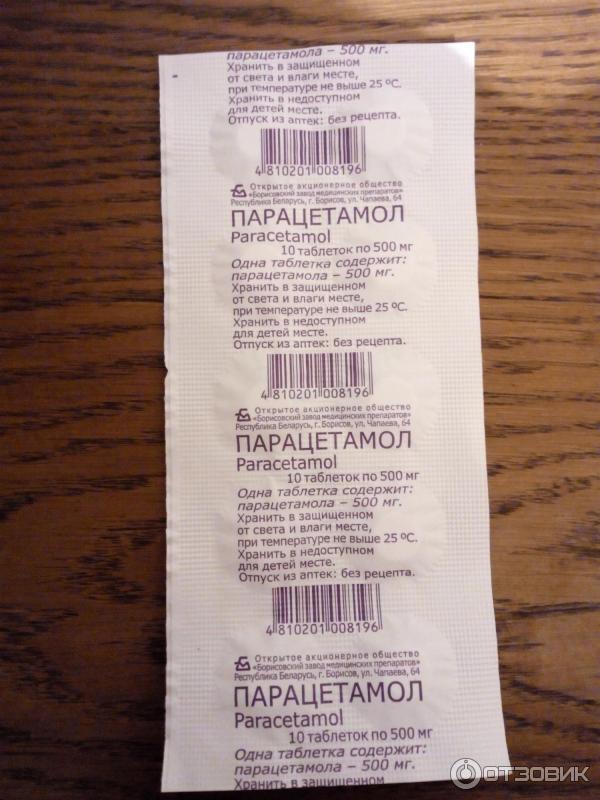 парацетамола – 500 мг.
Хранить в защищенном
от света и влаги месте,
при температуре не выше 25 °C.
Хранить в недоступном
для детей месте.
Отпуск из аптек: без рецепта.
4 810201 008196
Открытое акционерное общество
«Борисовский завод медицинских препаратов»
Республика Беларусь, г. Борисов, ул. Чапаева, 64
ПАРАЦЕТАМОЛ
Paracetamol
10 таблеток по 500 мг
Одна таблетка содержит:
парацетамола – 500 мг.
Хранить в защищенном
от света и влаги месте,
при температуре не выше 25 °C.
Хранить в недоступном
для детей месте.
Отпуск из аптек: без рецепта.
4 810201 008196
Открытое акционерное общество
«Борисовский завод медицинских препаратов»
Республика Беларусь, г. Борисов, ул. Чапаева, 64
ПАРАЦЕТАМОЛ
Paracetamol
10 таблеток по 500 мг
Одна таблетка содержит:
парацетамола – 500 мг.
Хранить в защищенном
от света и влаги месте,
при температуре не выше 25 °C.
Хранить в недоступном
для детей месте.
Отпуск из аптек: без рецепта.
4 810201 008196
Открытое акционерное общество
«Борисовский завод медицинских препаратов»
Республика Беларусь, г. Борисов, ул. Чапаева, 64
ПАРАЦЕТАМОЛ
Paracetamol
10 таблеток по 500 мг
Одна таблетка содержит:
парацетамола – 500 мг.
Хранить в защищенном
ОТЗОВИК